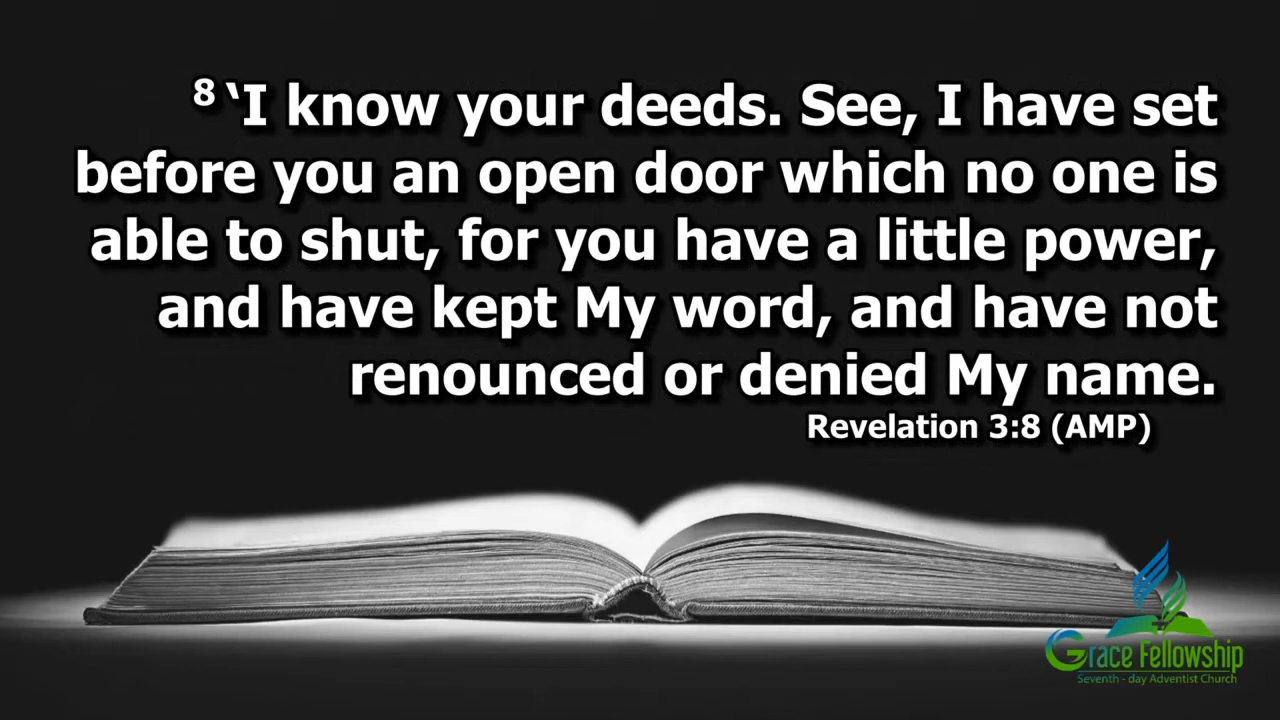 8 ‘I know your deeds. See, I have set
before you an open door which no one is
able to shut, for you have a little power,
and have kept My word, and have not
renounced or denied My name.
Revelation 3:8 (AMP)
Grace Fellowship
Seventh - day Adventist Church